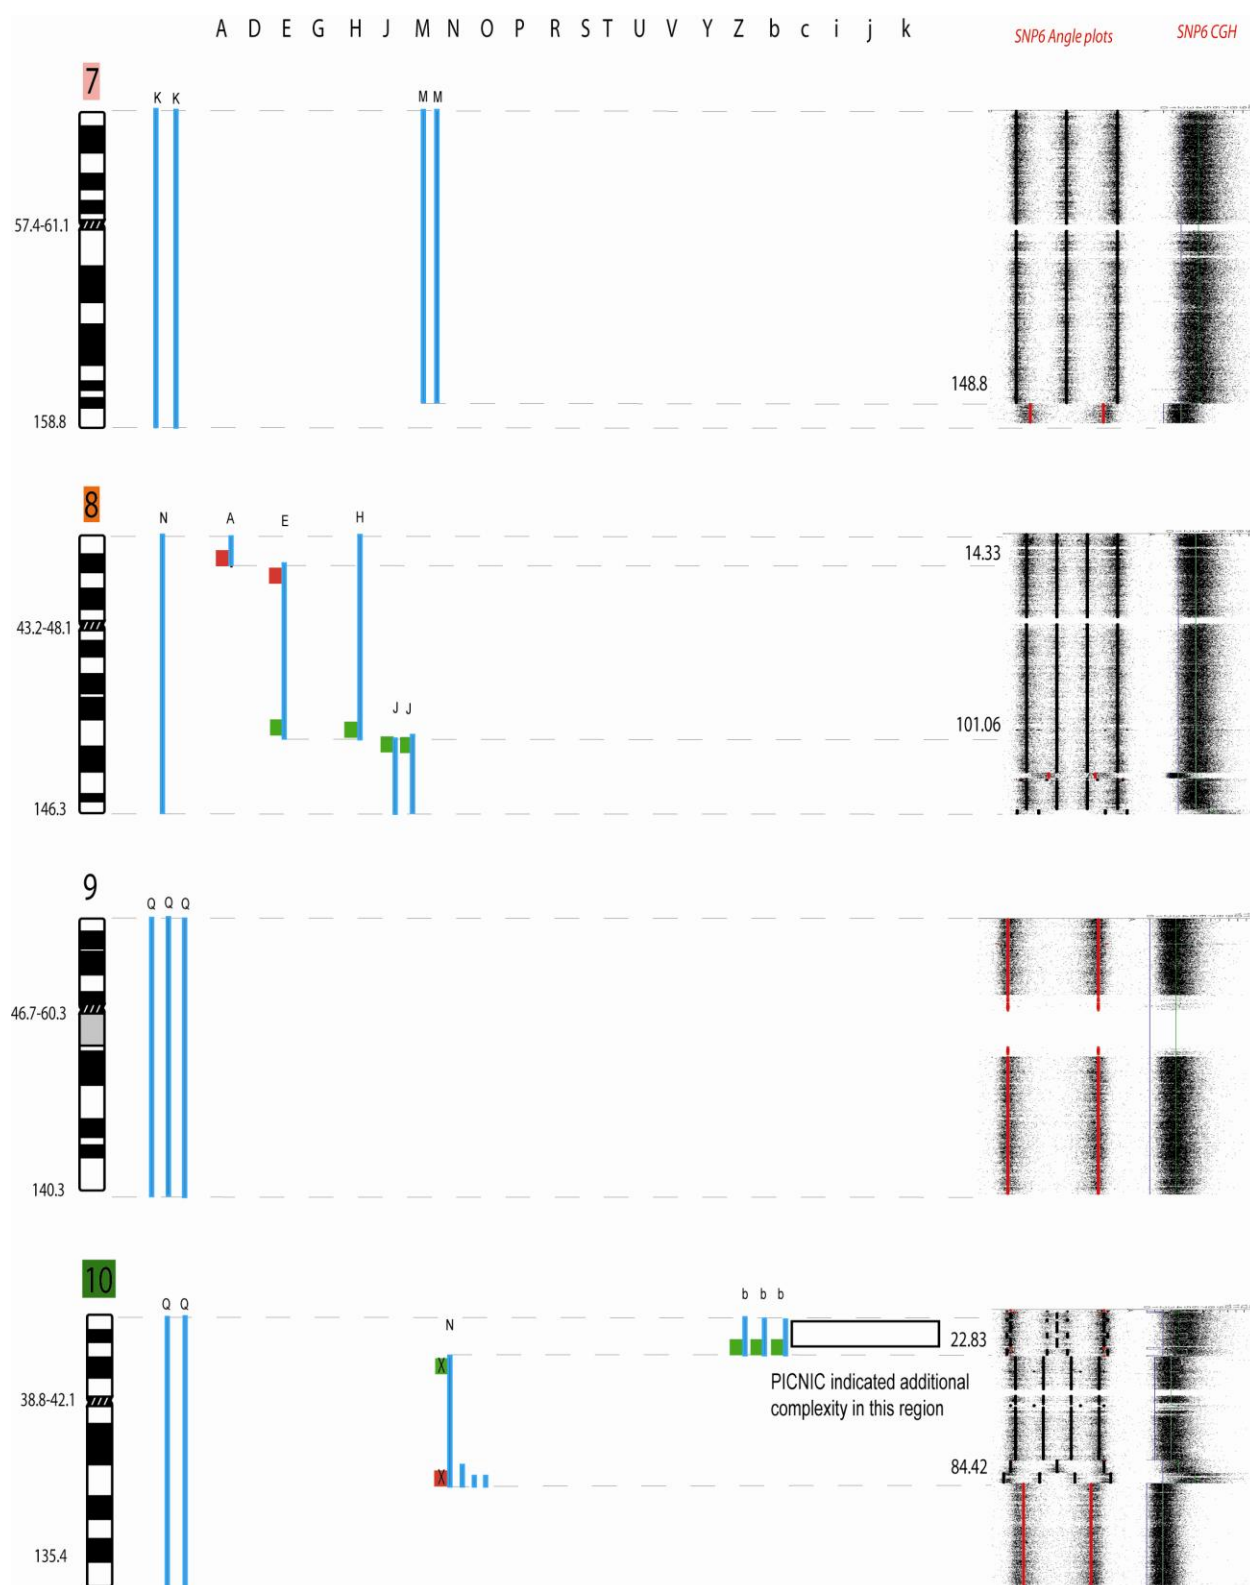 A D E G H J M N O P R S T U V Y Z b c i j k
SNP6 Angle plots
SNP6 CGH
7
K K
M M
57.4-61.1
148.8
158.8
8
N
A
E
H
14.33
43.2-48.1
J J
101.06
146.3
9
Q Q Q
46.7-60.3
140.3
10
Q Q
N
b b b
22.83
X
PICNIC indicated additional
complexity in this region
38.8-42.1
84.42
X
135.4